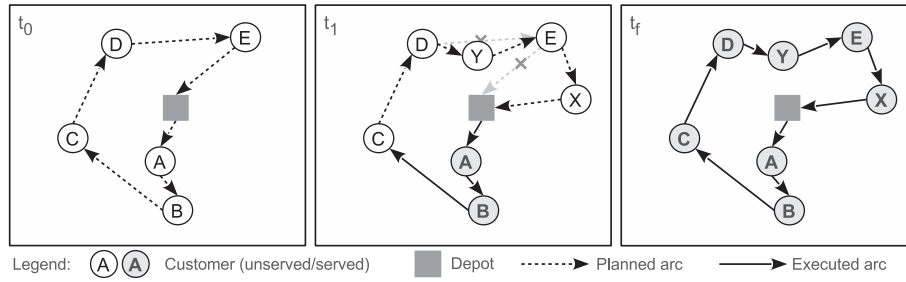 t0
D
E
C
A
B
t1
D
Y
E
X
C
A
B
tf
D
Y
E
X
C
A
B
Legend: A A Customer (unserved/served) Depot Planned arc Executed arc